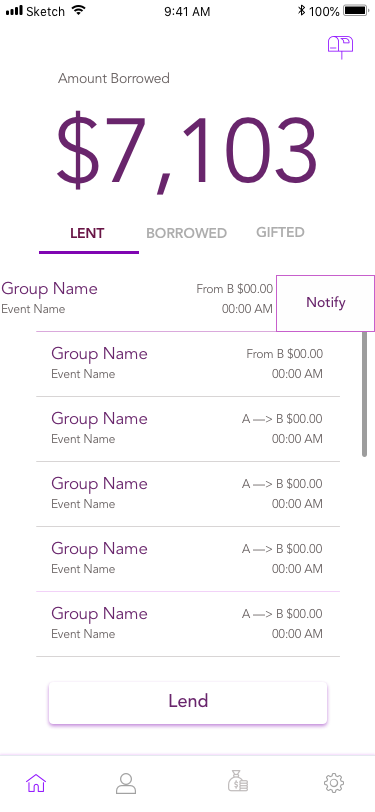 Sketch 9:41 AM 100%
Amount Borrowed
$7,103
LENT BORROWED GIFTED
Group Name From B $00.00
Event Name 00:00 AM
Notify
Group Name From B $00.00
Event Name 00:00 AM
Group Name A —> B $00.00
Event Name 00:00 AM
Group Name A —> B $00.00
Event Name 00:00 AM
Group Name A —> B $00.00
Event Name 00:00 AM
Group Name A —> B $00.00
Event Name 00:00 AM
Lend